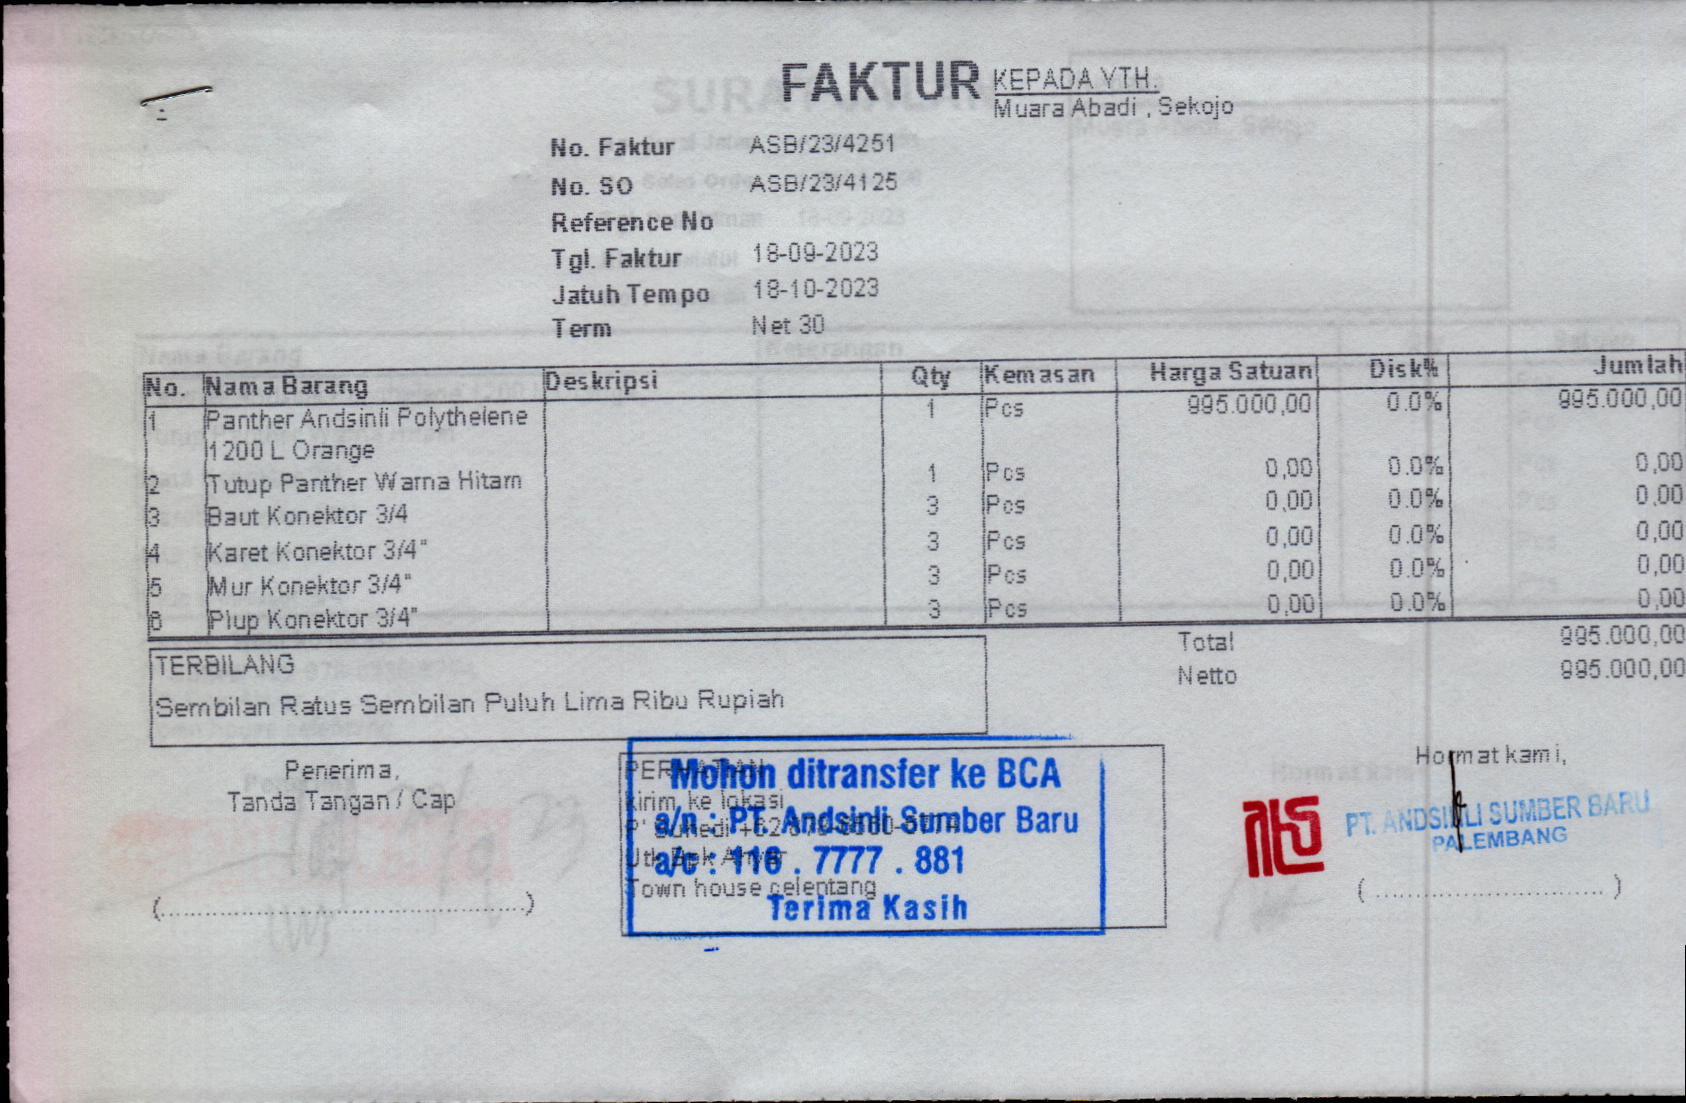 FAKTUR
KEPADA YTH.
Muara Abadi , Sekojo
No. Faktur ASB/23/4251
No. SO ASB/23/4125
Reference No
Tgl. Faktur 18-09-2023
Jatuh Tempo 18-10-2023
Term Net 30
No. Nama Barang Deskripsi Qty Kemasan Harga Satuan Disk% Jumlah
1 Panther Andsinli Polythelene 1 Pcs 995.000,00 0.0% 995.000,00
1200 L Orange
2 Tutup Panther Warna Hitam 1 Pcs 0,00 0.0% 0,00
3 Baut Konektor 3/4 3 Pcs 0,00 0.0% 0,00
4 Karet Konektor 3/4" 3 Pcs 0,00 0.0% 0,00
5 Mur Konektor 3/4" 3 Pcs 0,00 0.0% 0,00
6 Plup Konektor 3/4" 3 Pcs 0,00 0.0% 0,00
Total 995.000,00
Netto 995.000,00
TERBILANG
Sembilan Ratus Sembilan Puluh Lima Ribu Rupiah
Penerima,
Tanda Tangan / Cap
(..................................................)
PERHATIAN
kirim ke lokasi
Utk Bpk
Town house celentang
Mohon ditransfer ke BCA
a/n : PT. Andsinli Sumber Baru
a/c : 116 . 7777 . 881
Terima Kasih
Hormat kami,
PT. ANDSINLI SUMBER BARU
PALEMBANG
(..................................)